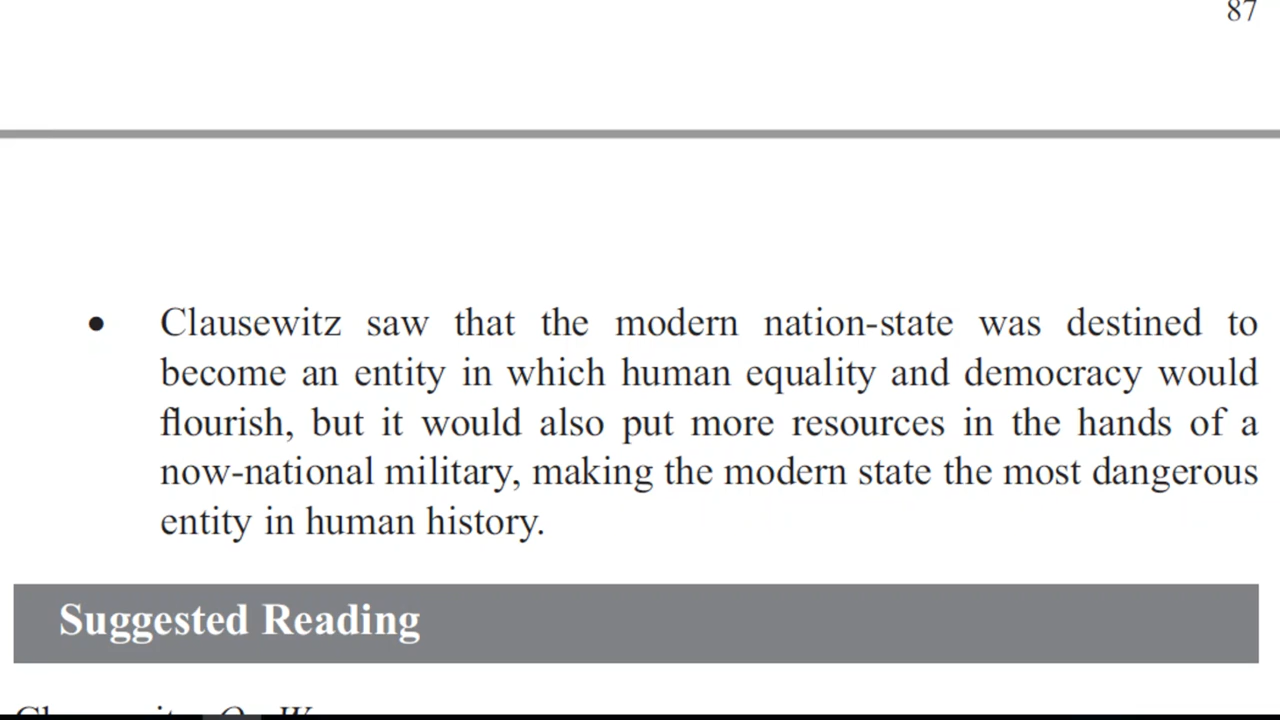 87
• Clausewitz saw that the modern nation-state was destined to
become an entity in which human equality and democracy would
flourish, but it would also put more resources in the hands of a
now-national military, making the modern state the most dangerous
entity in human history.
Suggested Reading